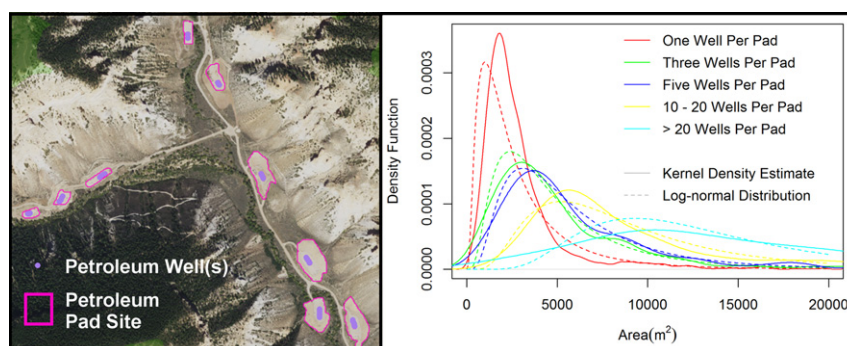 Petroleum Well(s)
Petroleum
Pad Site
Density Function
0.0000
0.0001
0.0002
0.0003
One Well Per Pad
Three Wells Per Pad
Five Wells Per Pad
10 - 20 Wells Per Pad
> 20 Wells Per Pad
Kernel Density Estimate
Log-normal Distribution
0
5000
10000
15000
20000
Area(m²)